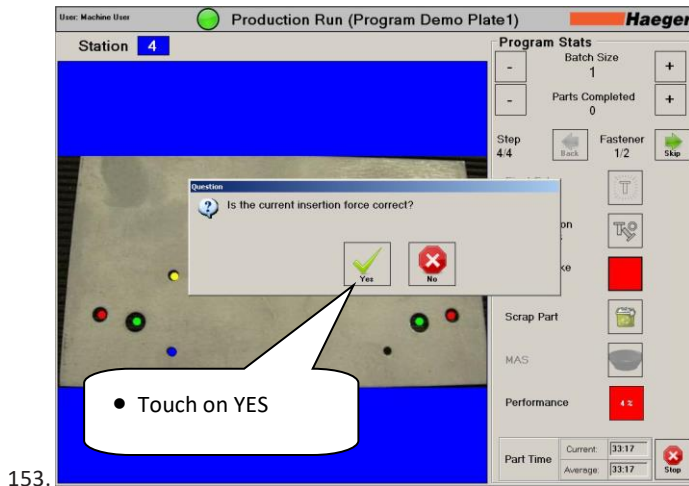 User: Machine User
Production Run (Program Demo Plate1)
Haeger
Station 4
Program Stats
- Batch Size +
1
- Parts Completed +
0
Step Fastener
4/4 Back 1/2 Skip
Question
Is the current insertion force correct?
Yes No
on
ke
Scrap Part
MAS
Performance 4 %
Part Time
Current: 33:17
Average: 33:17
Stop
• Touch on YES
153.